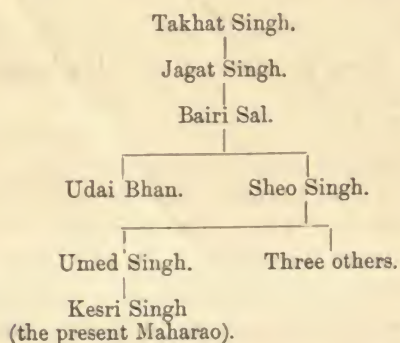 Takhat Singh.
Jagat Singh.
Bairi Sal.
Udai Bhan. Sheo Singh.
Umed Singh. Three others.
Kesri Singh
(the present Maharao).